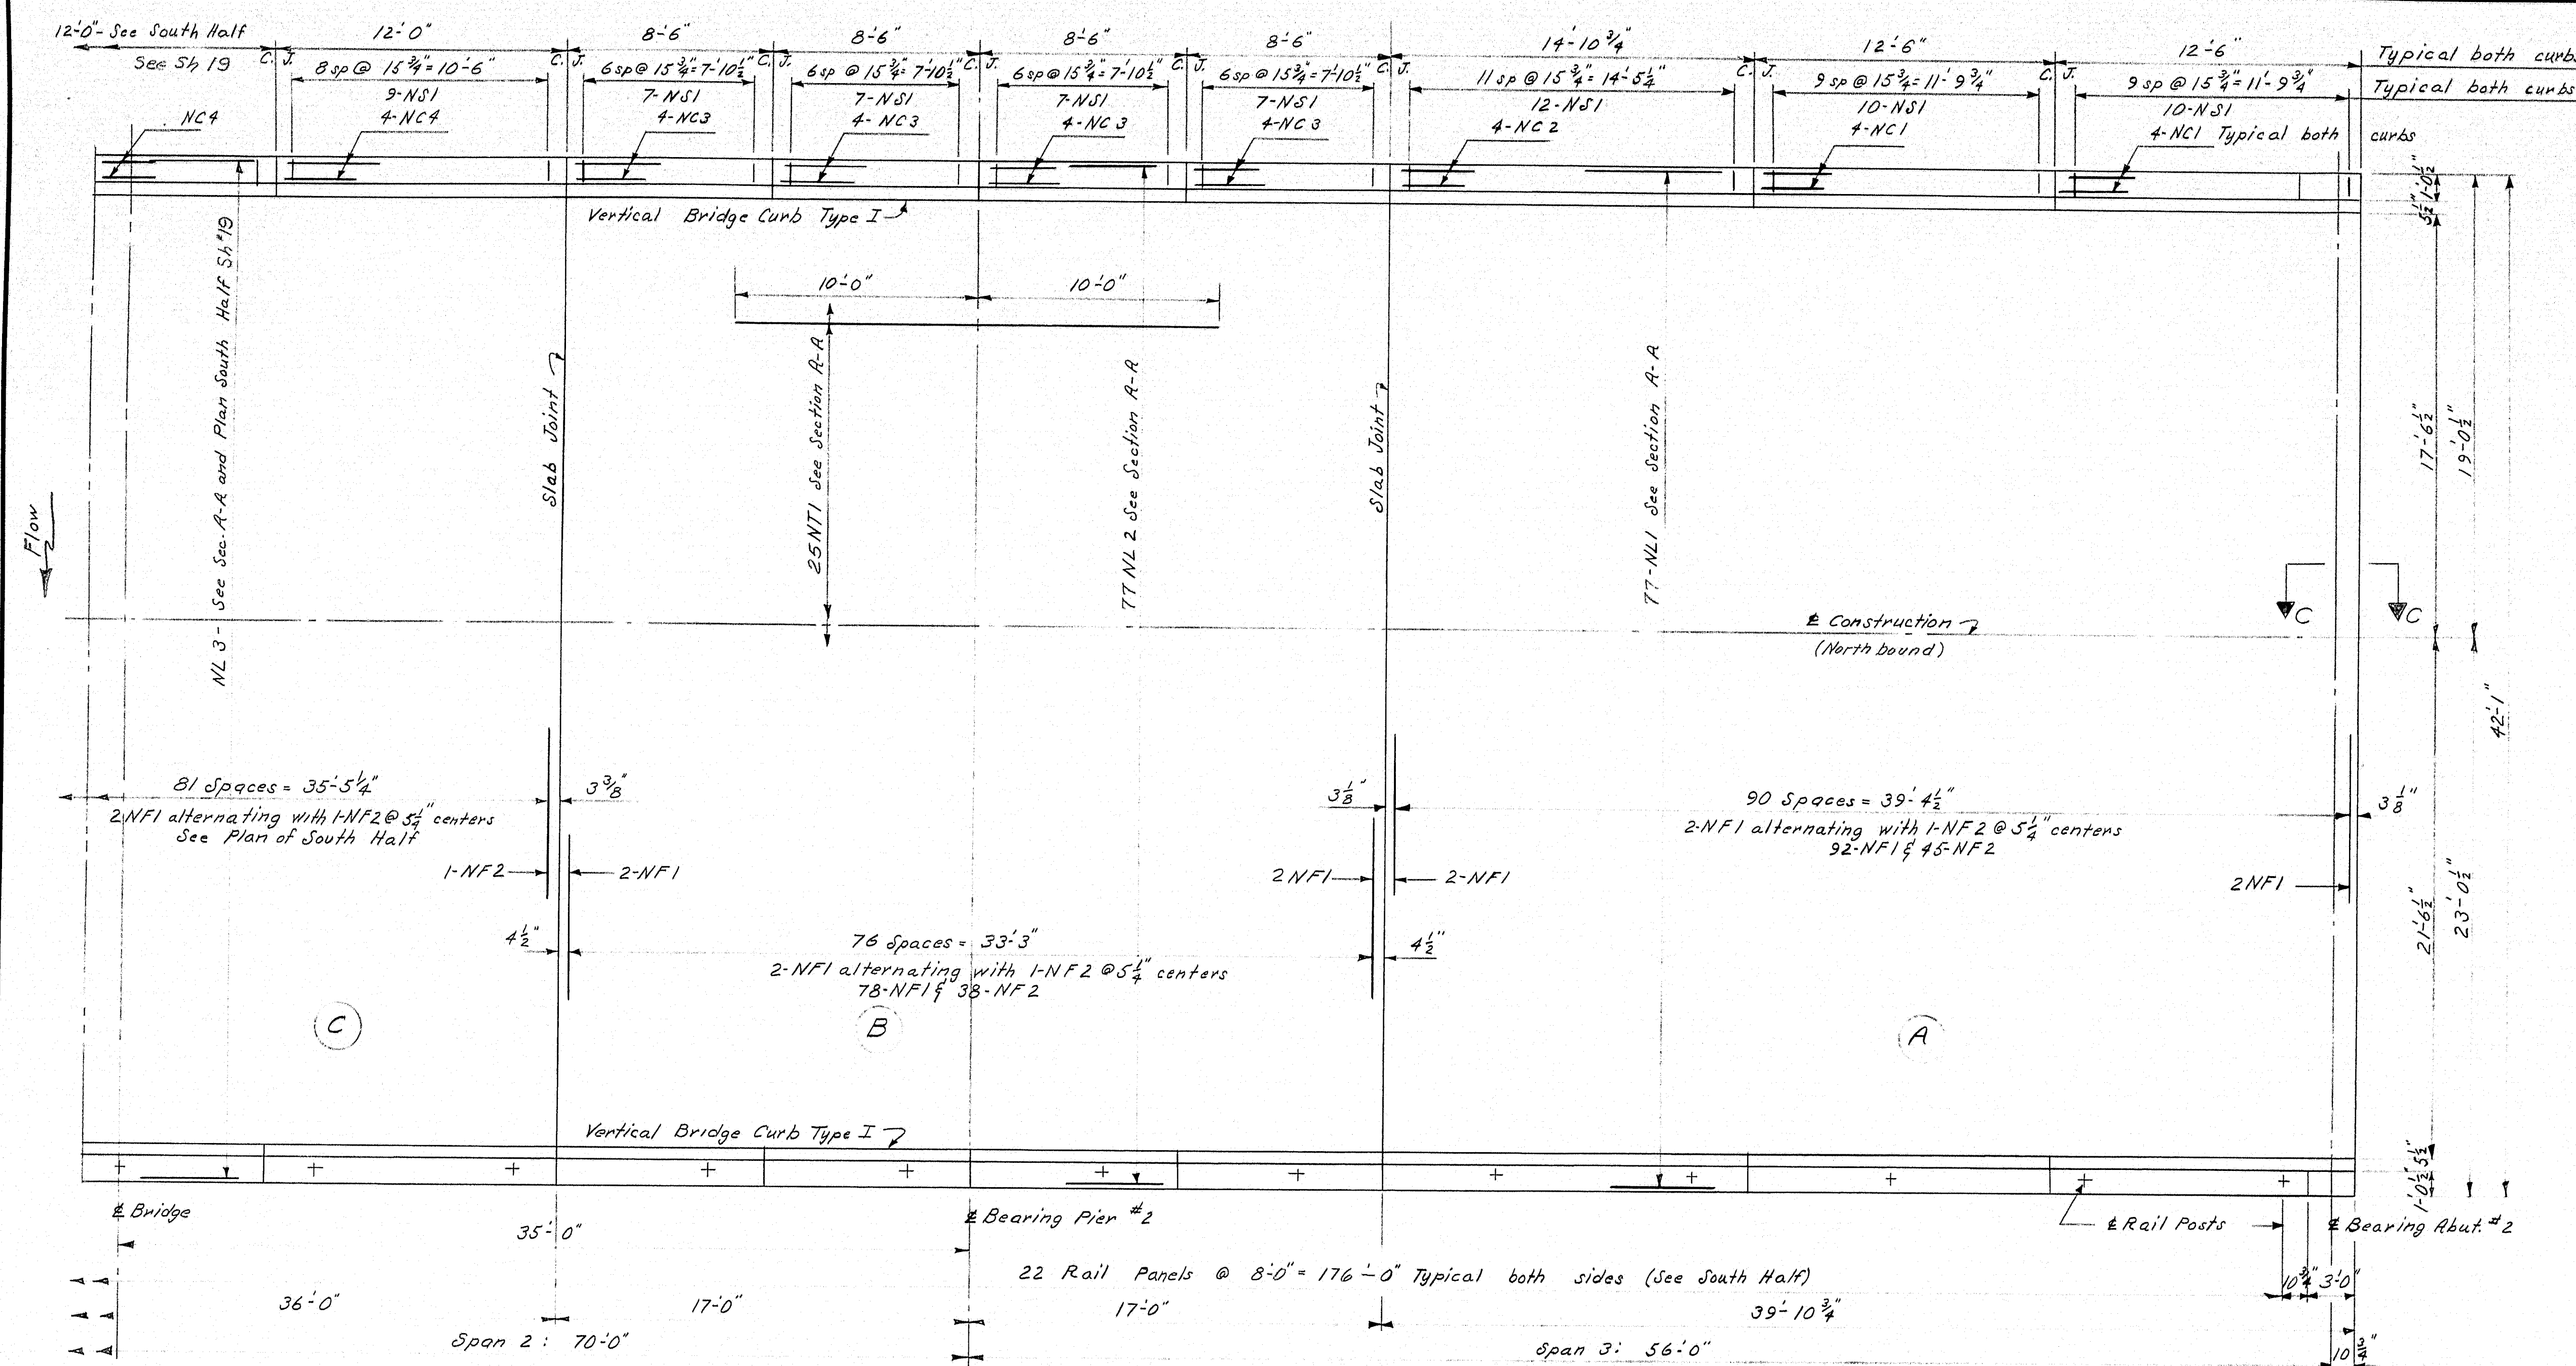 12'-0"- See South Half
See Sh 19
12'-0"
8'-6"
8'-6"
8'-6"
8'-6"
14'-10 3/4"
12'-6"
12'-6"
Typical both curbs
C. J.
8 sp @ 15 3/4" = 10'-6"
C. J.
6 sp @ 15 3/4" = 7'-10 1/2"
C. J.
6 sp @ 15 3/4" = 7'-10 1/2"
C. J.
6 sp @ 15 3/4" = 7'-10 1/2"
C. J.
6 sp @ 15 3/4" = 7'-10 1/2"
C. J.
11 sp @ 15 3/4" = 14'-5 1/4"
C. J.
9 sp @ 15 3/4" = 11'-9 3/4"
C. J.
9 sp @ 15 3/4" = 11'-9 3/4"
Typical both curbs
9-NS1
7-NS1
7-NS1
7-NS1
7-NS1
12-NS1
10-NS1
10-NS1
NC4
4-NC4
4-NC3
4-NC3
4-NC3
4-NC3
4-NC2
4-NC1
4-NC1 Typical both curbs
Vertical Bridge Curb Type I
5 1/2" 1'-0 1/2"
10'-0"
10'-0"
NL 3 - See Sec. A-A and Plan South Half Sh #19
Slab Joint
25 NT1 See Section A-A
77 NL 2 See Section A-A
Slab Joint
77-NL1 See Section A-A
17'-6 1/2"
19'-0 1/2"
Flow
℄ Construction
(North bound)
C
C
42'-1"
81 Spaces = 35'-5 1/4"
2 NF1 alternating with 1-NF2 @ 5 1/4" centers
See Plan of South Half
3 3/8"
3 1/8"
90 Spaces = 39'-4 1/2"
2-NF1 alternating with 1-NF2 @ 5 1/4" centers
92-NF1 & 45-NF2
3 1/8"
1-NF2
2-NF1
2 NF1
2-NF1
2 NF1
21'-6 1/2"
23'-0 1/2"
4 1/2"
76 Spaces = 33'-3"
2-NF1 alternating with 1-NF2 @ 5 1/4" centers
78-NF1 & 38-NF2
4 1/2"
C
B
A
Vertical Bridge Curb Type I
1'-0 1/2" 5 1/2"
℄ Bridge
35'-0"
℄ Bearing Pier #2
℄ Rail Posts
℄ Bearing Abut. #2
22 Rail Panels @ 8'-0" = 176'-0" Typical both sides (See South Half)
10 3/4" 3'-0"
36'-0"
17'-0"
17'-0"
39'-10 3/4"
Span 2: 70'-0"
Span 3: 56'-0"
10 3/4"